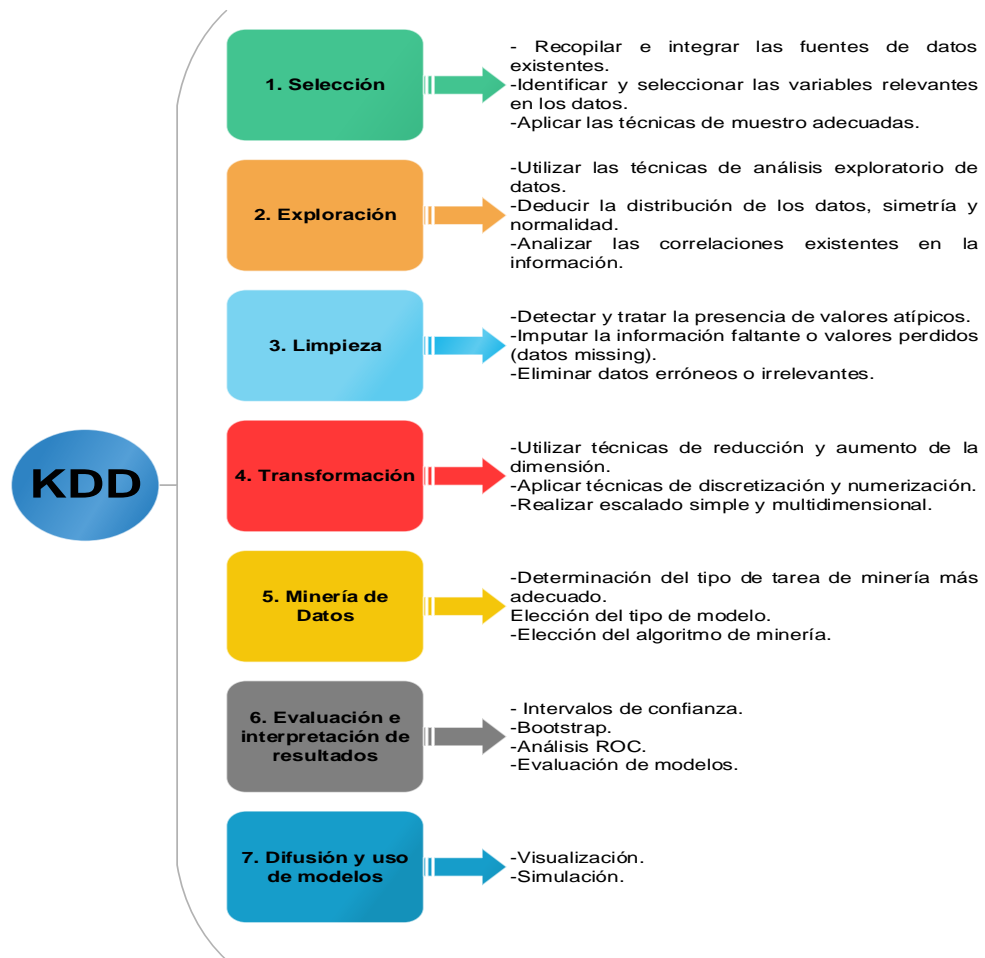 KDD
1. Selección
- Recopilar e integrar las fuentes de datos
existentes.
-Identificar y seleccionar las variables relevantes
en los datos.
-Aplicar las técnicas de muestro adecuadas.
2. Exploración
-Utilizar las técnicas de análisis exploratorio de
datos.
-Deducir la distribución de los datos, simetría y
normalidad.
-Analizar las correlaciones existentes en la
información.
3. Limpieza
-Detectar y tratar la presencia de valores atípicos.
-Imputar la información faltante o valores perdidos
(datos missing).
-Eliminar datos erróneos o irrelevantes.
4. Transformación
-Utilizar técnicas de reducción y aumento de la
dimensión.
-Aplicar técnicas de discretización y numerización.
-Realizar escalado simple y multidimensional.
5. Minería de
Datos
-Determinación del tipo de tarea de minería más
adecuado.
Elección del tipo de modelo.
-Elección del algoritmo de minería.
6. Evaluación e
interpretación de
resultados
- Intervalos de confianza.
-Bootstrap.
-Análisis ROC.
-Evaluación de modelos.
7. Difusión y uso
de modelos
-Visualización.
-Simulación.